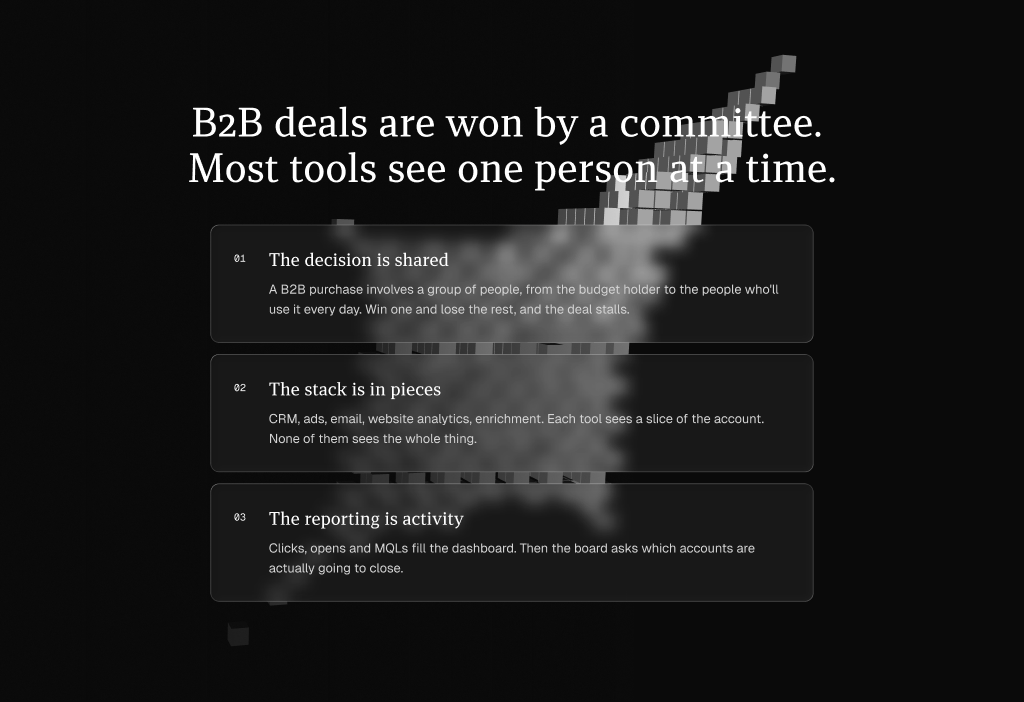 B2B deals are won by a committee.
Most tools see one person at a time.
01
The decision is shared
A B2B purchase involves a group of people, from the budget holder to the people who'll
use it every day. Win one and lose the rest, and the deal stalls.
02
The stack is in pieces
CRM, ads, email, website analytics, enrichment. Each tool sees a slice of the account.
None of them sees the whole thing.
03
The reporting is activity
Clicks, opens and MQLs fill the dashboard. Then the board asks which accounts are
actually going to close.